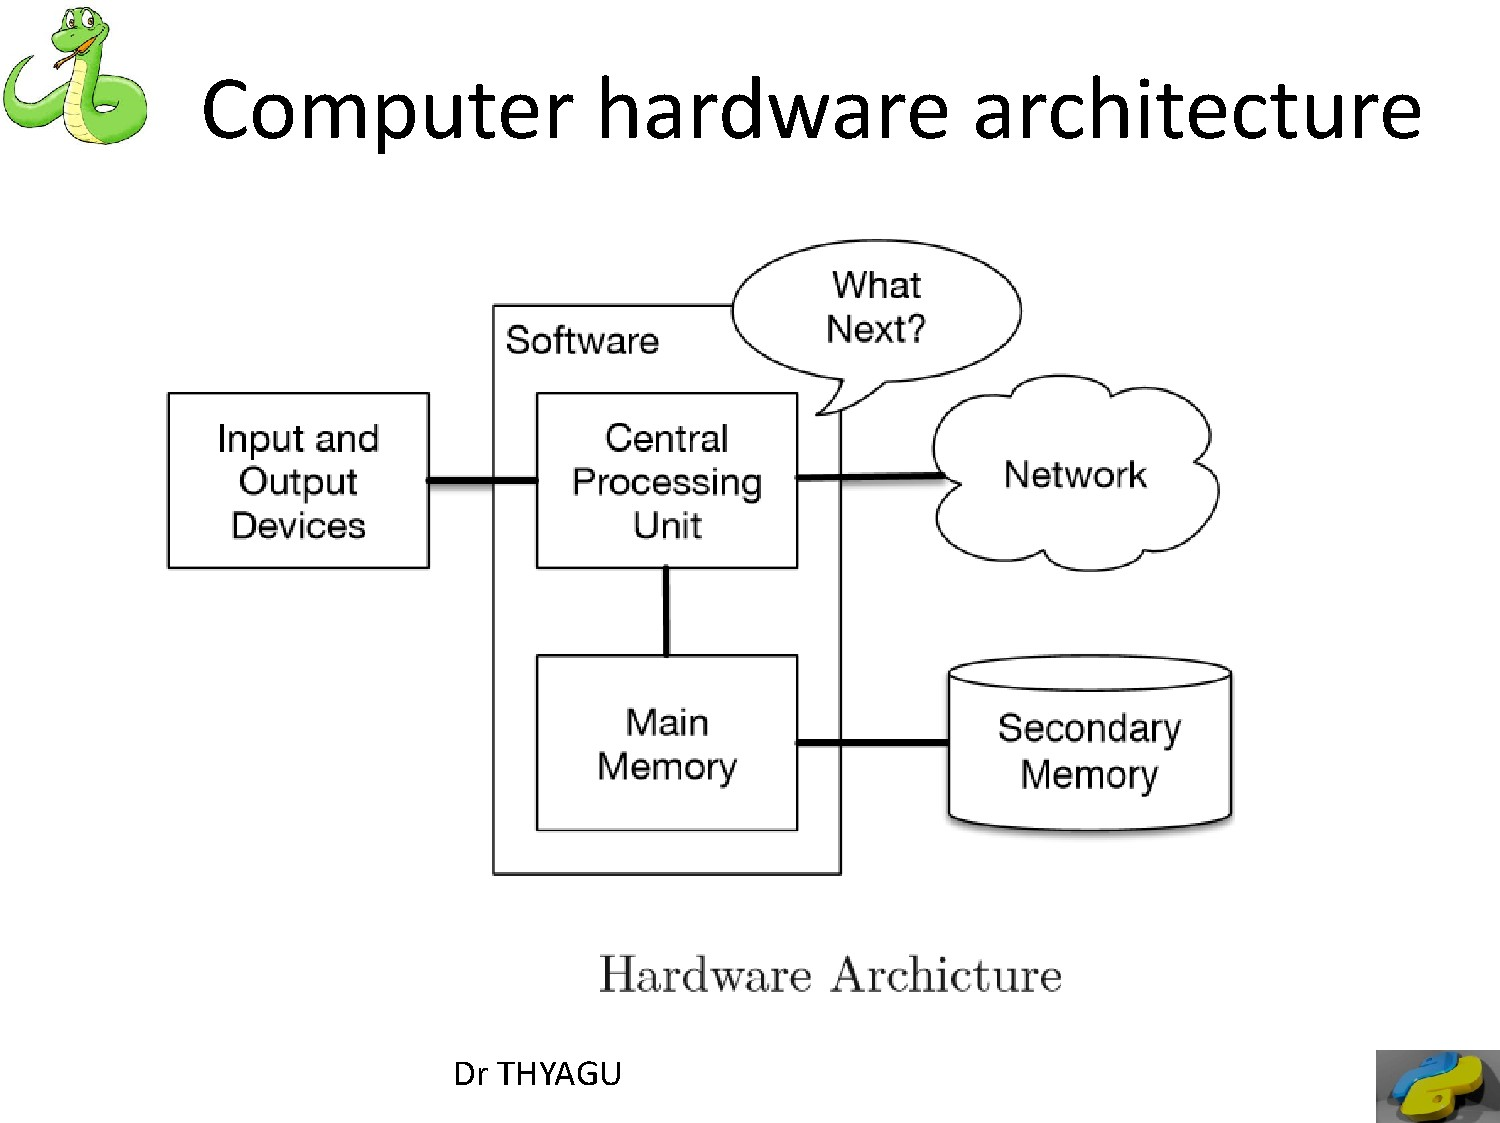 Computer hardware architecture
What
Next?
Software
Input and
Output
Devices
Central
Processing
Unit
Network
Main
Memory
Secondary
Memory
Hardware Archicture
Dr THYAGU